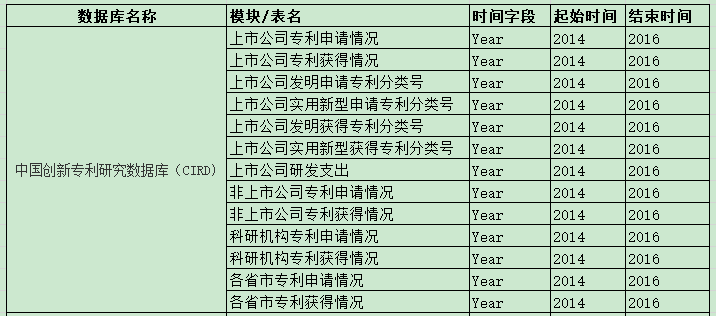 数据库名称 模块/表名 时间字段 起始时间 结束时间
上市公司专利申请情况 Year 2014 2016
上市公司专利获得情况 Year 2014 2016
上市公司发明申请专利分类号 Year 2014 2016
上市公司实用新型申请专利分类号 Year 2014 2016
上市公司发明获得专利分类号 Year 2014 2016
上市公司实用新型获得专利分类号 Year 2014 2016
中国创新专利研究数据库（CIRD） 上市公司研发支出 Year 2014 2016
非上市公司专利申请情况 Year 2014 2016
非上市公司专利获得情况 Year 2014 2016
科研机构专利申请情况 Year 2014 2016
科研机构专利获得情况 Year 2014 2016
各省市专利申请情况 Year 2014 2016
各省市专利获得情况 Year 2014 2016